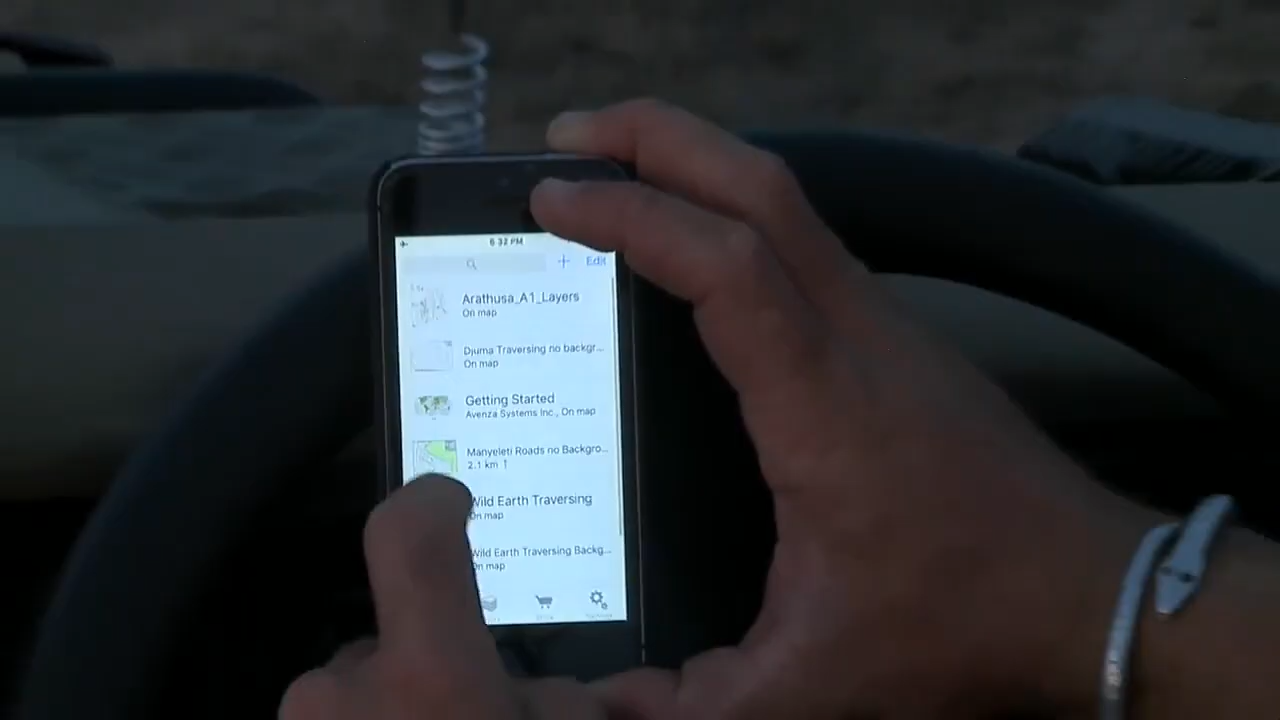 6:32 PM
Edit
Arathusa_A1_Layers
On map
Djuma Traversing no backgr...
On map
Getting Started
Avenza Systems Inc., On map
Manyeleti Roads no Backgro...
2.1 km
Wild Earth Traversing
On map
Wild Earth Traversing Backg...
On map